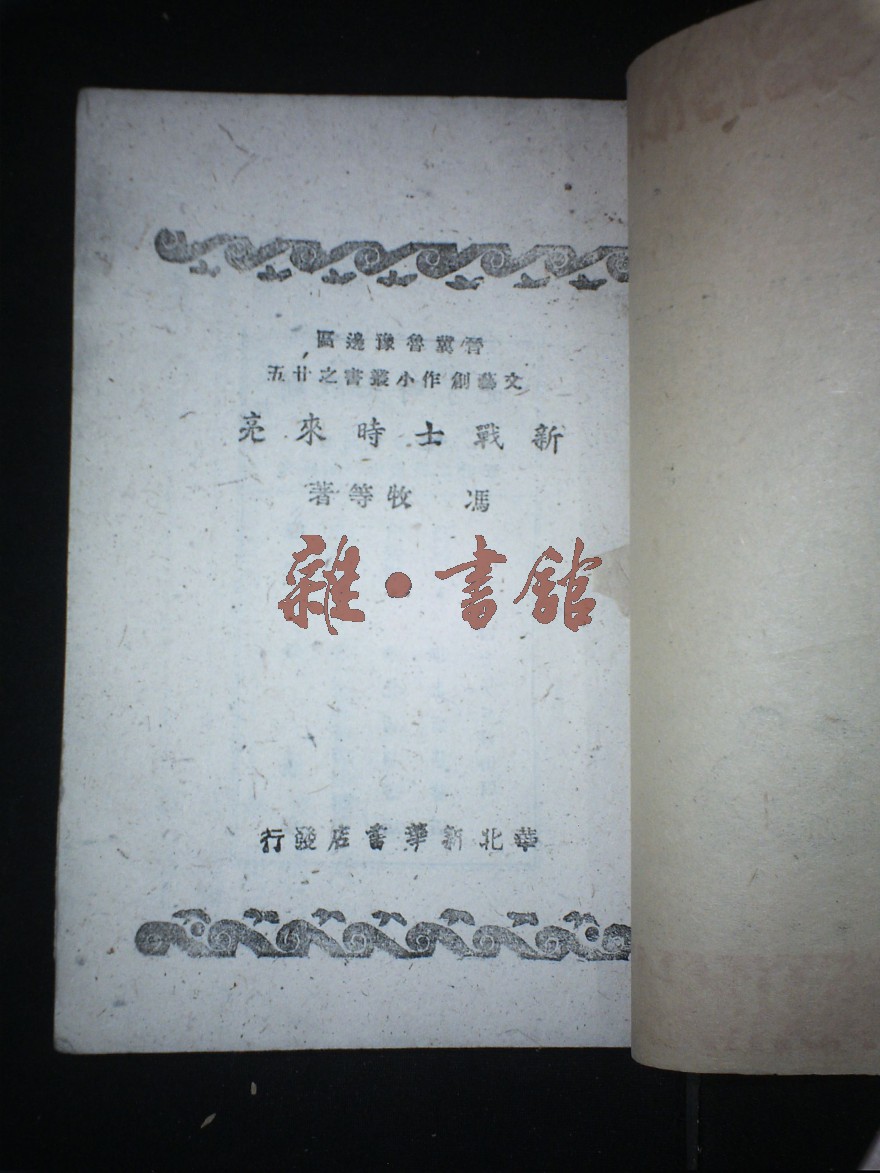 晉冀魯豫邊區
文藝創作小叢書之廿五
新戰士時來亮
馮 牧等著
雜·書館
華北新華書店發行